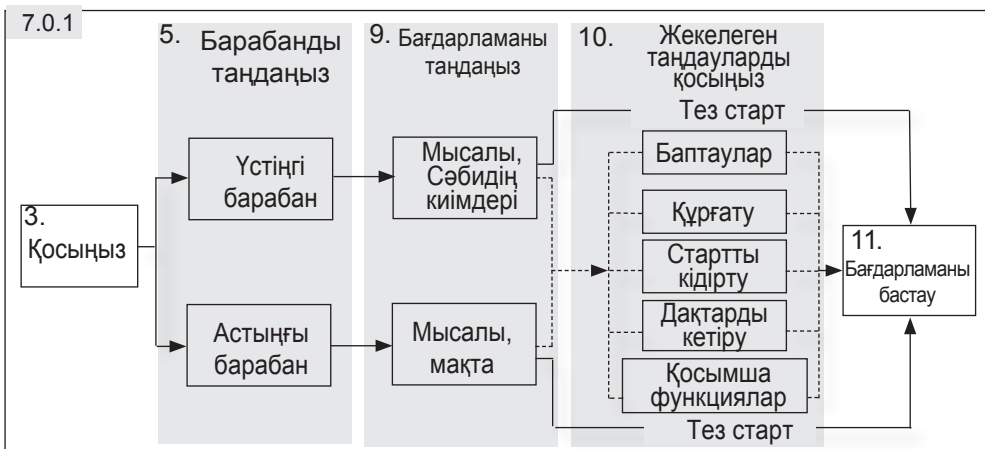 7.0.1
5. Барабанды
таңдаңыз
9. Бағдарламаны
таңдаңыз
10. Жекелеген
таңдауларды
қосыңыз
Тез старт
Үстіңгі
барабан
Мысалы,
Сәбидің
киімдері
Баптаулар
Құрғату
3.
Қосыңыз
Стартты
кідірту
11.
Бағдарламаны
бастау
Астыңғы
барабан
Мысалы,
мақта
Дақтарды
кетіру
Қосымша
функциялар
Тез старт